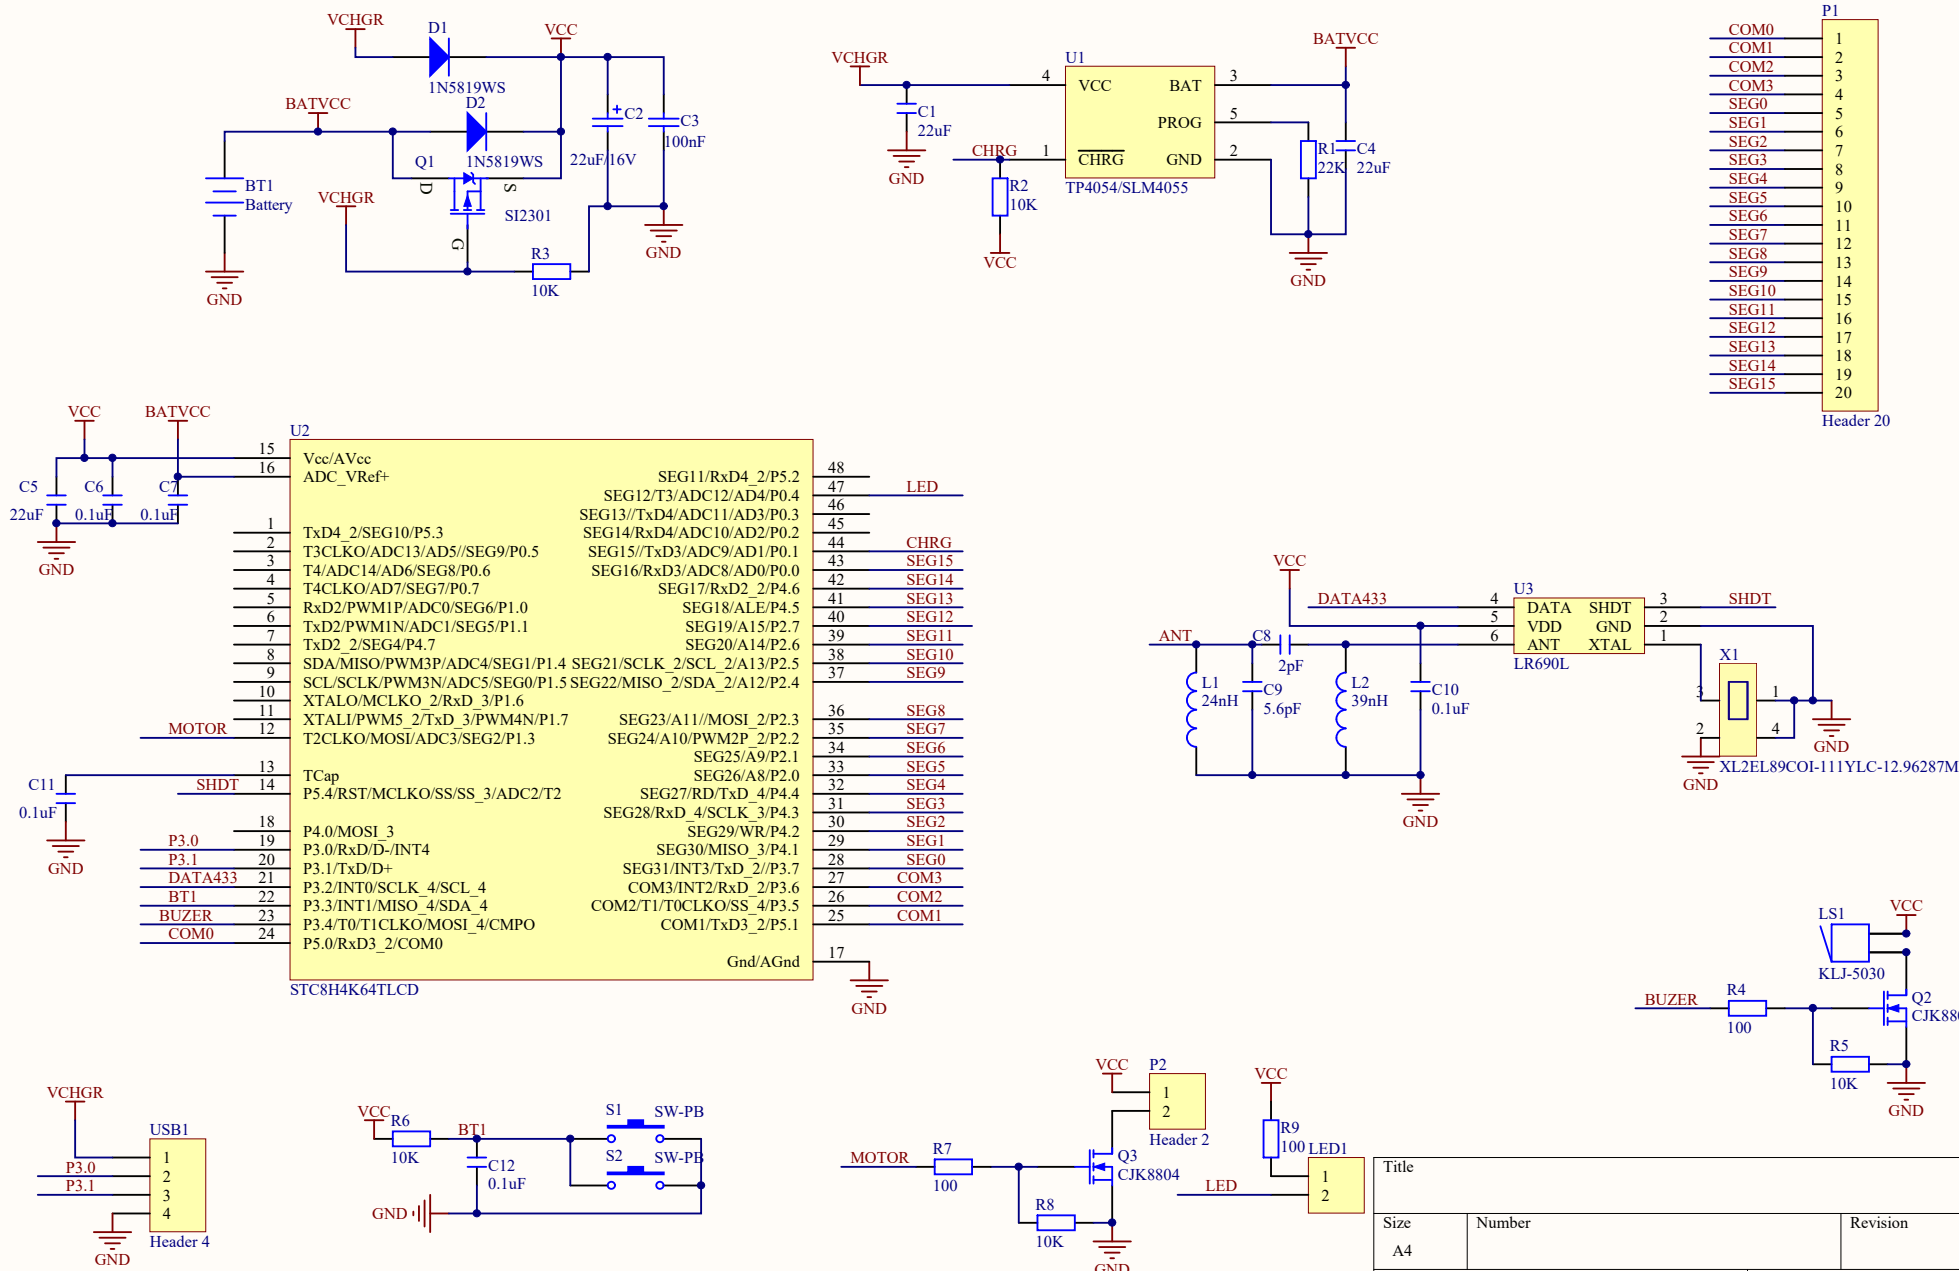 VCHGR
D1
1N5819WS
VCC
BATVCC
D2
1N5819WS
Q1
D
S
G
SI2301
VCHGR
BT1
Battery
GND
R3
10K
C2
22uF/16V
C3
100nF
GND
VCHGR
C1
22uF
GND
CHRG
R2
10K
VCC
U1
4 VCC BAT 3
PROG 5
1 CHRG GND 2
TP4054/SLM4055
BATVCC
R1
22K
C4
22uF
GND
P1
COM0 1
COM1 2
COM2 3
COM3 4
SEG0 5
SEG1 6
SEG2 7
SEG3 8
SEG4 9
SEG5 10
SEG6 11
SEG7 12
SEG8 13
SEG9 14
SEG10 15
SEG11 16
SEG12 17
SEG13 18
SEG14 19
SEG15 20
Header 20
VCC
BATVCC
C5
22uF
C6
0.1uF
C7
0.1uF
GND
U2
15 Vcc/AVcc
16 ADC_VRef+
1 TxD4_2/SEG10/P5.3
2 T3CLKO/ADC13/AD5//SEG9/P0.5
3 T4/ADC14/AD6/SEG8/P0.6
4 T4CLKO/AD7/SEG7/P0.7
5 RxD2/PWM1P/ADC0/SEG6/P1.0
6 TxD2/PWM1N/ADC1/SEG5/P1.1
7 TxD2_2/SEG4/P4.7
8 SDA/MISO/PWM3P/ADC4/SEG1/P1.4
9 SCL/SCLK/PWM3N/ADC5/SEG0/P1.5
10 XTALO/MCLKO_2/RxD_3/P1.6
11 XTALI/PWM5_2/TxD_3/PWM4N/P1.7
MOTOR 12 T2CLKO/MOSI/ADC3/SEG2/P1.3
13 TCap
SHDT 14 P5.4/RST/MCLKO/SS/SS_3/ADC2/T2
18 P4.0/MOSI_3
P3.0 19 P3.0/RxD/D-/INT4
P3.1 20 P3.1/TxD/D+
DATA433 21 P3.2/INT0/SCLK_4/SCL_4
BT1 22 P3.3/INT1/MISO_4/SDA_4
BUZER 23 P3.4/T0/T1CLKO/MOSI_4/CMPO
COM0 24 P5.0/RxD3_2/COM0
C11
0.1uF
GND
SEG11/RxD4_2/P5.2 48
SEG12/T3/ADC12/AD4/P0.4 47 LED
SEG13//TxD4/ADC11/AD3/P0.3 46
SEG14/RxD4/ADC10/AD2/P0.2 45
SEG15//TxD3/ADC9/AD1/P0.1 44 CHRG
SEG16/RxD3/ADC8/AD0/P0.0 43 SEG15
SEG17/RxD2_2/P4.6 42 SEG14
SEG18/ALE/P4.5 41 SEG13
SEG19/A15/P2.7 40 SEG12
SEG20/A14/P2.6 39 SEG11
SEG21/SCLK_2/SCL_2/A13/P2.5 38 SEG10
SEG22/MISO_2/SDA_2/A12/P2.4 37 SEG9
SEG23/A11//MOSI_2/P2.3 36 SEG8
SEG24/A10/PWM2P_2/P2.2 35 SEG7
SEG25/A9/P2.1 34 SEG6
SEG26/A8/P2.0 33 SEG5
SEG27/RD/TxD_4/P4.4 32 SEG4
SEG28/RxD_4/SCLK_3/P4.3 31 SEG3
SEG29/WR/P4.2 30 SEG2
SEG30/MISO_3/P4.1 29 SEG1
SEG31/INT3/TxD_2//P3.7 28 SEG0
COM3/INT2/RxD_2/P3.6 27 COM3
COM2/T1/T0CLKO/SS_4/P3.5 26 COM2
COM1/TxD3_2/P5.1 25 COM1
Gnd/AGnd 17
GND
STC8H4K64TLCD
VCC
DATA433
ANT
C8
2pF
L1
24nH
C9
5.6pF
L2
39nH
C10
0.1uF
GND
U3
4 DATA SHDT 3 SHDT
5 VDD GND 2
6 ANT XTAL 1
LR690L
X1
3 1
2 4
GND
GND
XL2EL89COI-111YLC-12.96287M
LS1
KLJ-5030
VCC
BUZER
R4
100
Q2
R5
10K
GND
VCHGR
USB1
1
P3.0 2
P3.1 3
4
Header 4
GND
VCC
R6
10K
BT1
C12
0.1uF
GND
S1 SW-PB
S2 SW-PB
MOTOR
R7
100
R8
10K
VCC
P2
1
2
Header 2
Q3
CJK8804
GND
VCC
R9
100
LED1
1
LED 2
Title
Size Number Revision
A4